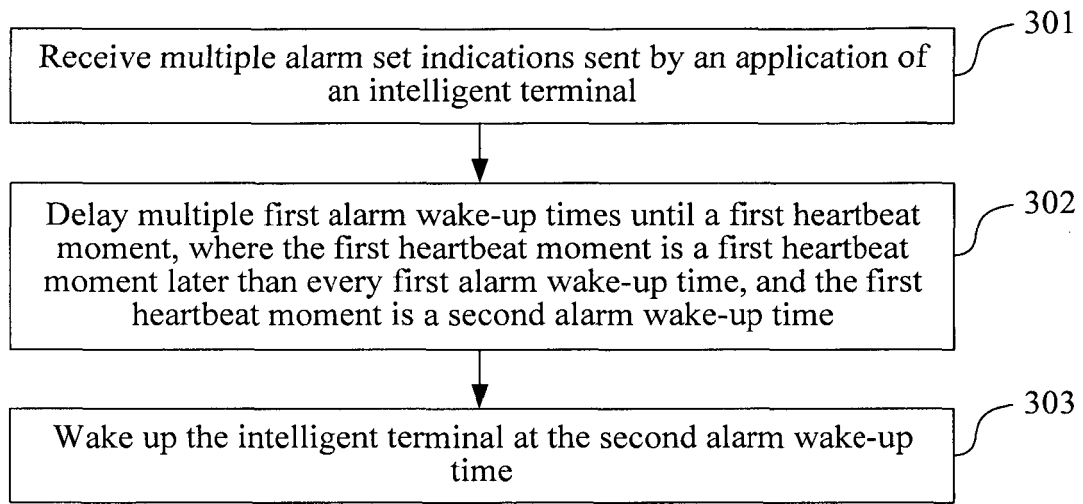 301
Receive multiple alarm set indications sent by an application of
an intelligent terminal
302
Delay multiple first alarm wake-up times until a first heartbeat
moment, where the first heartbeat moment is a first heartbeat
moment later than every first alarm wake-up time, and the first
heartbeat moment is a second alarm wake-up time
303
Wake up the intelligent terminal at the second alarm wake-up
time